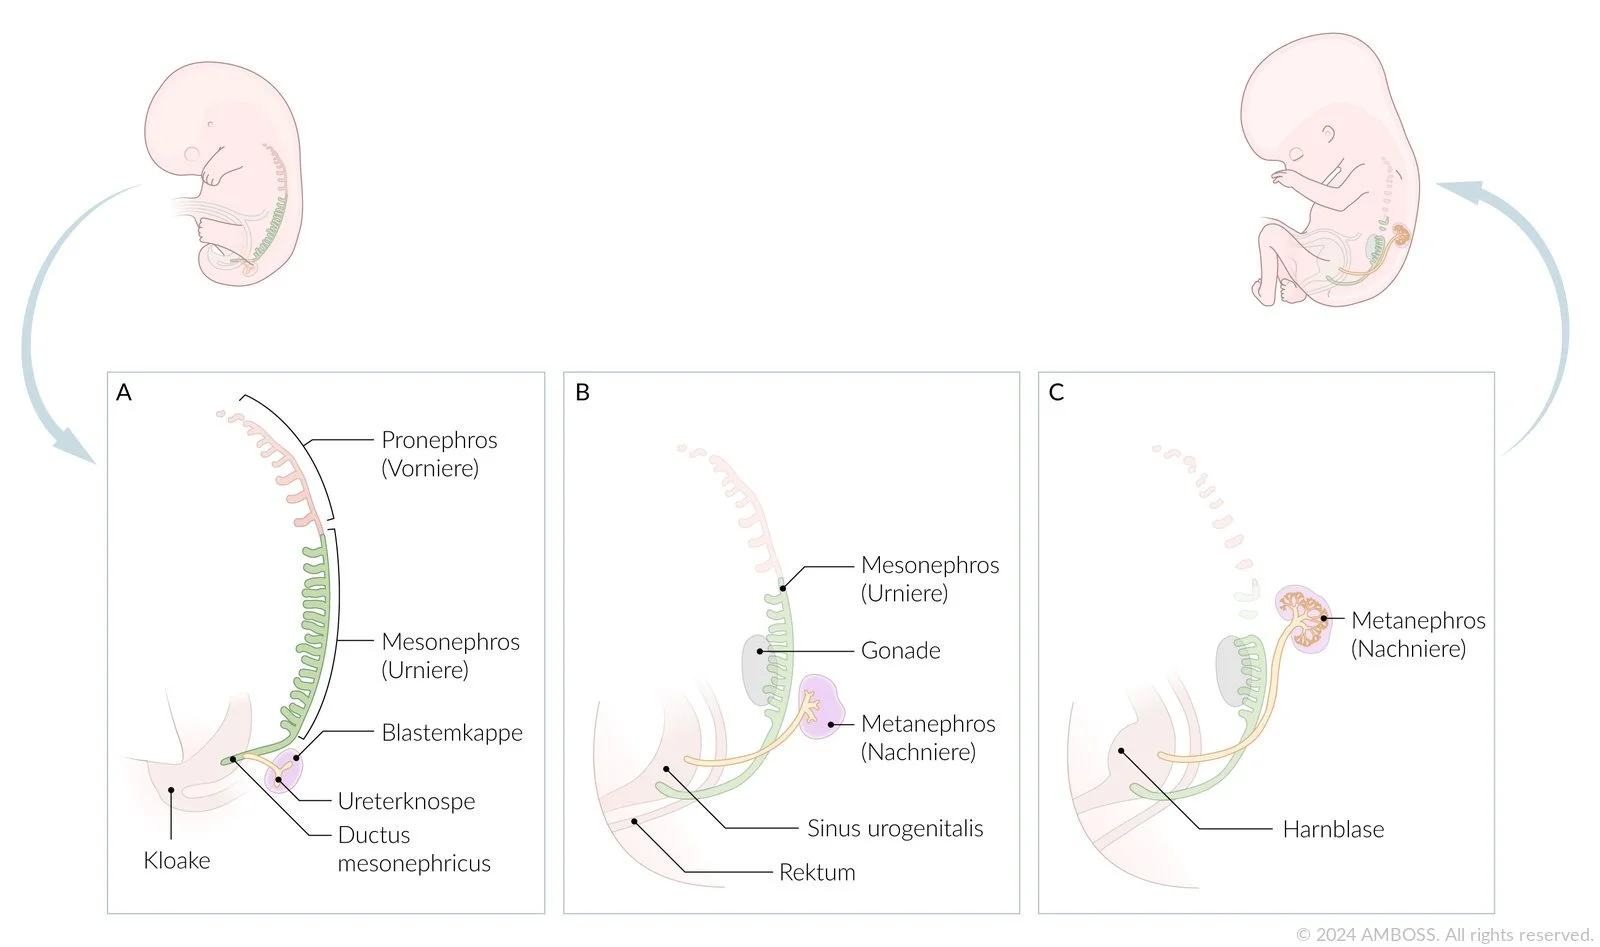 A
Pronephros
(Vorniere)
Mesonephros
(Urniere)
Blastemkappe
Ureterknospe
Ductus
mesonephricus
Kloake
B
Mesonephros
(Urniere)
Gonade
Metanephros
(Nachniere)
Sinus urogenitalis
Rektum
C
Metanephros
(Nachniere)
Harnblase
© 2024 AMBOSS. All rights reserved.